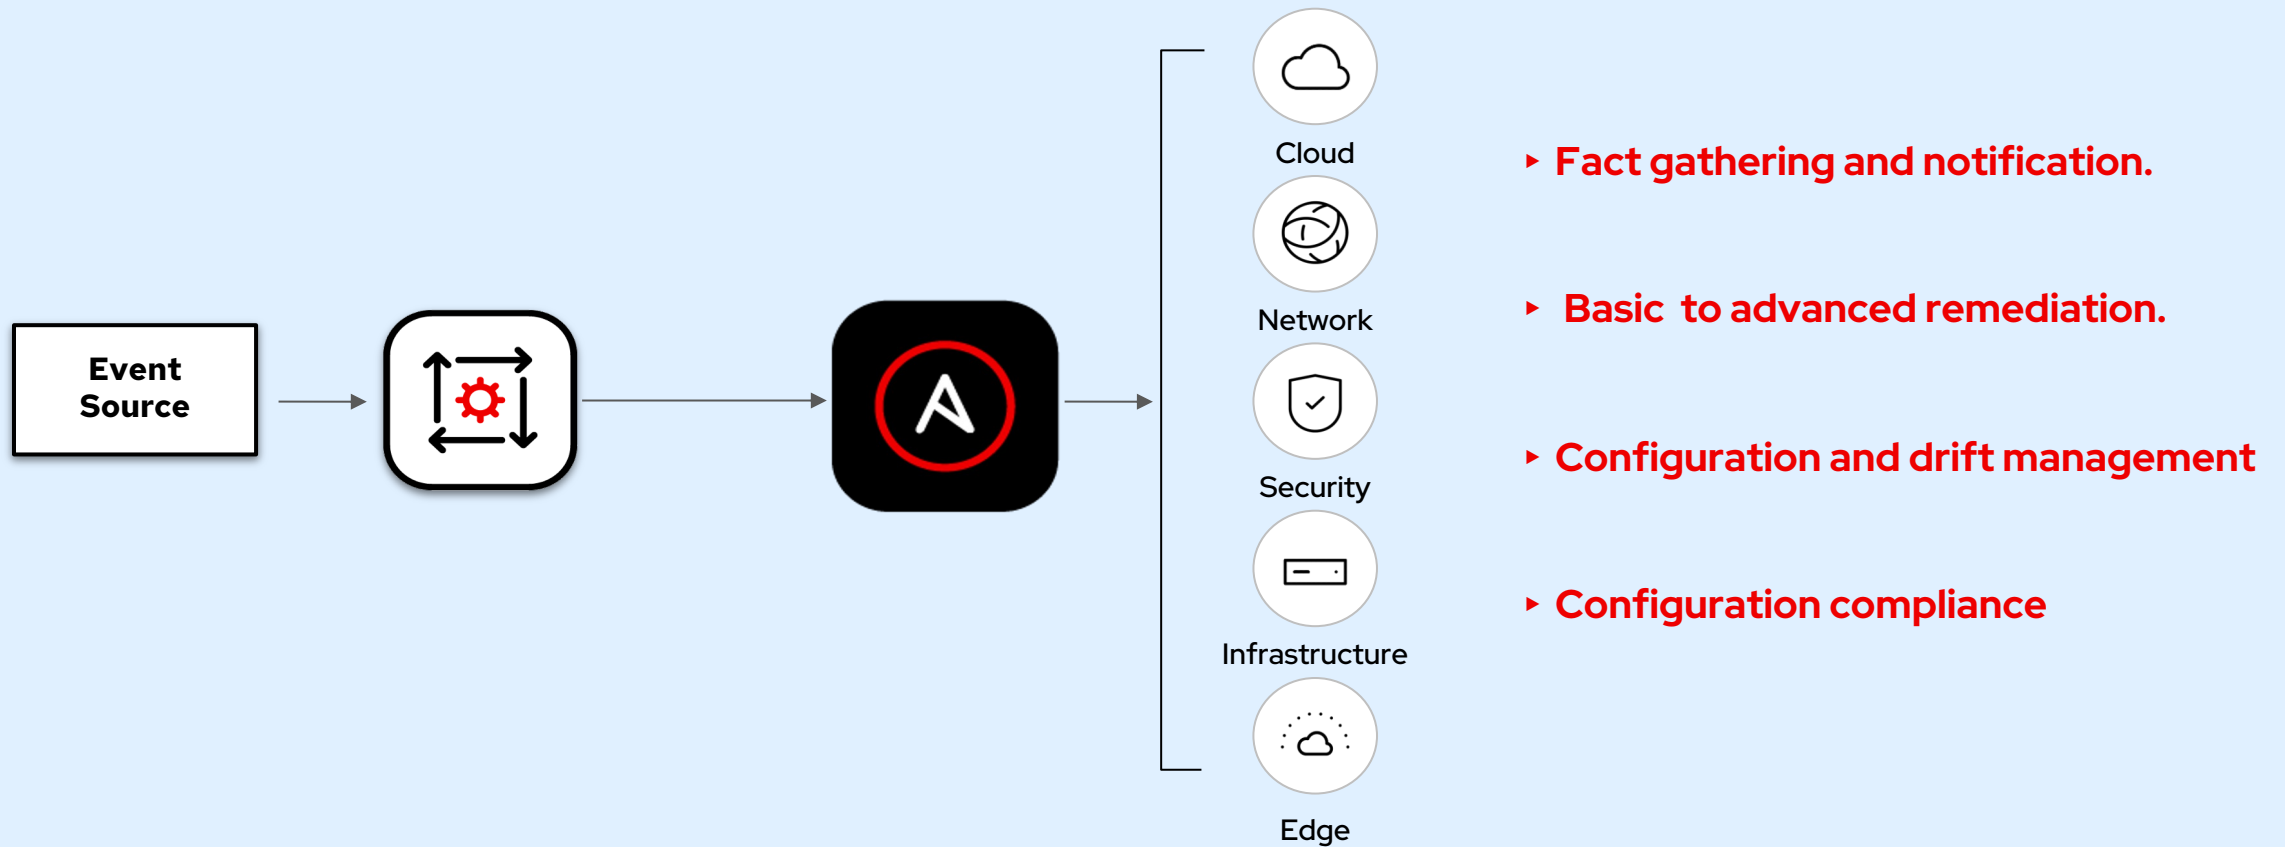 Event
Source
Cloud
Network
Security
Infrastructure
Edge
‣ Fact gathering and notification.
‣ Basic  to advanced remediation.
‣ Configuration and drift management
‣ Configuration compliance